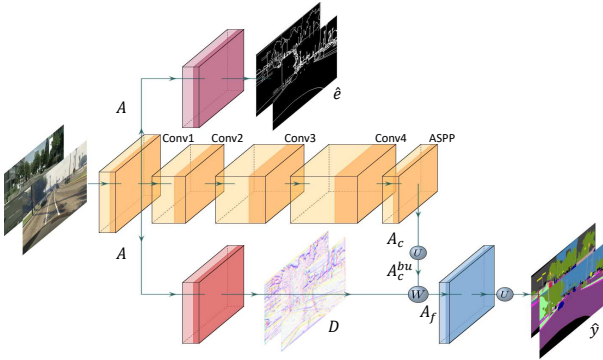 ê
A
Conv1 Conv2 Conv3 Conv4 ASPP
A
A_c
U
A_c^{bu}
W
A_f
U
D
ŷ